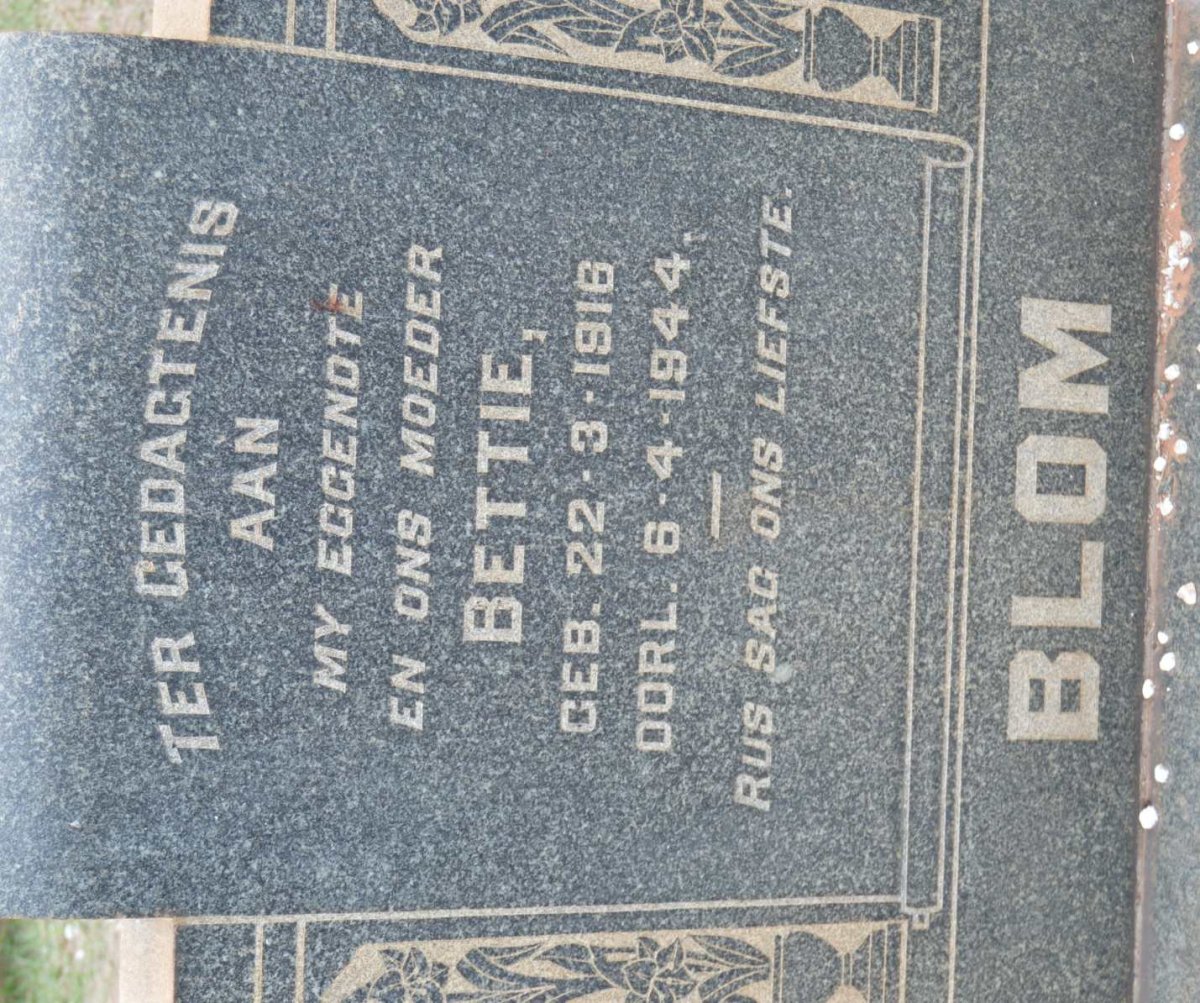 TER GEDAGTENIS
AAN
MY EGGENOTE
EN ONS MOEDER
BETTIE,
GEB. 22-3-1916
OORL. 6-4-1944,
RUS SAG ONS LIEFSTE.
BLOM